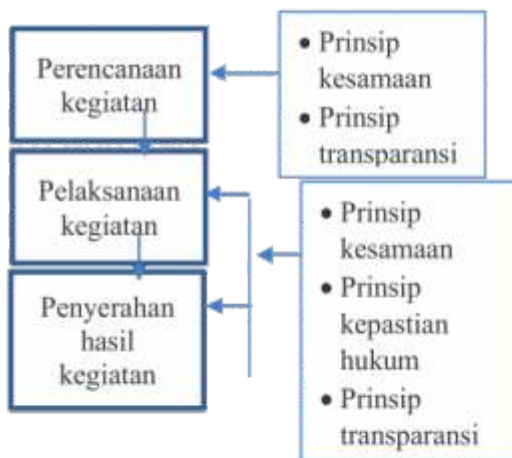 Perencanaan
kegiatan
• Prinsip
kesamaan
• Prinsip
transparansi
Pelaksanaan
kegiatan
Penyerahan
hasil
kegiatan
• Prinsip
kesamaan
• Prinsip
kepastian
hukum
• Prinsip
transparansi